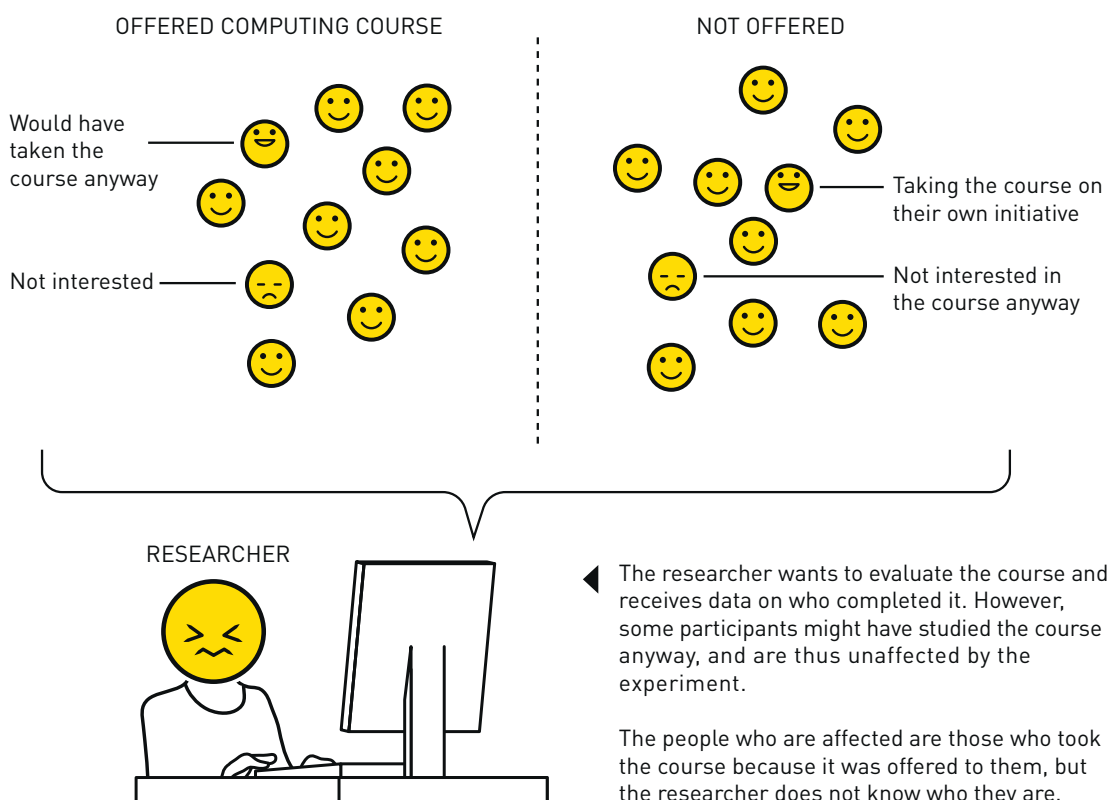 OFFERED COMPUTING COURSE
NOT OFFERED
Would have
taken the
course anyway
Not interested
Taking the course on
their own initiative
Not interested in
the course anyway
RESEARCHER
The researcher wants to evaluate the course and
receives data on who completed it. However,
some participants might have studied the course
anyway, and are thus unaffected by the
experiment.
The people who are affected are those who took
the course because it was offered to them, but
the researcher does not know who they are.